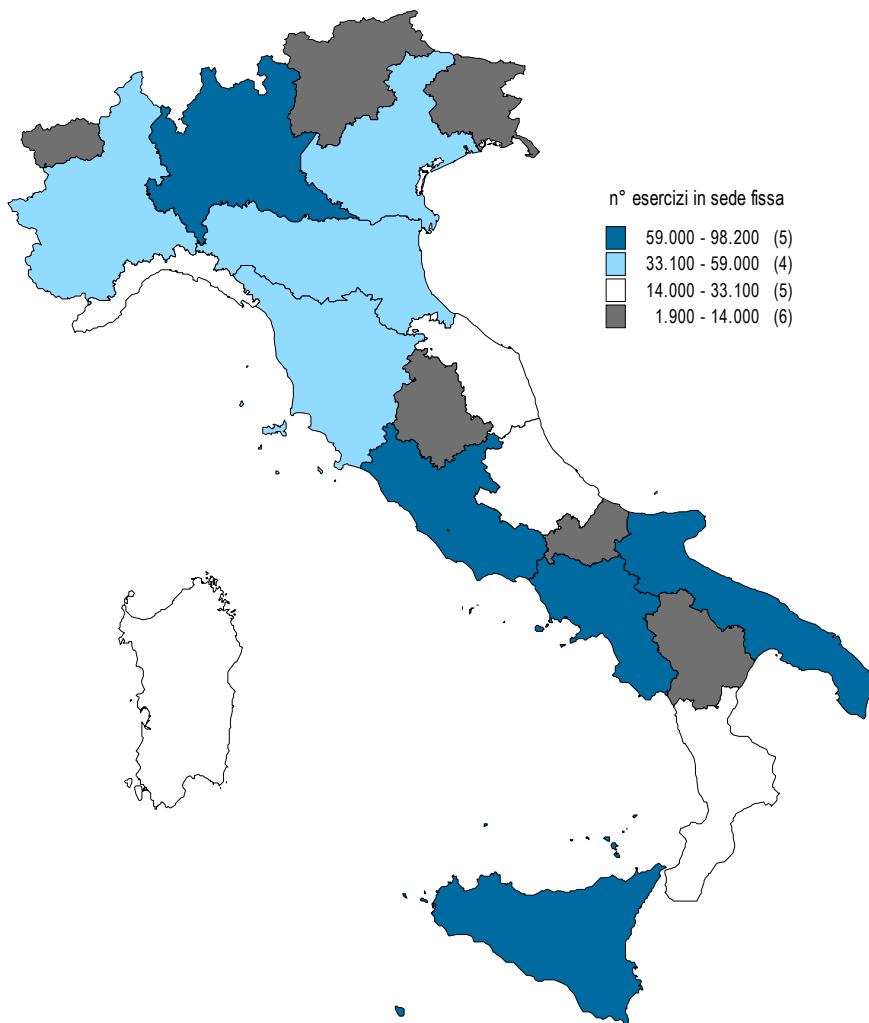 n° esercizi in sede fissa
59.000 - 98.200 (5)
33.100 - 59.000 (4)
14.000 - 33.100 (5)
1.900 - 14.000 (6)